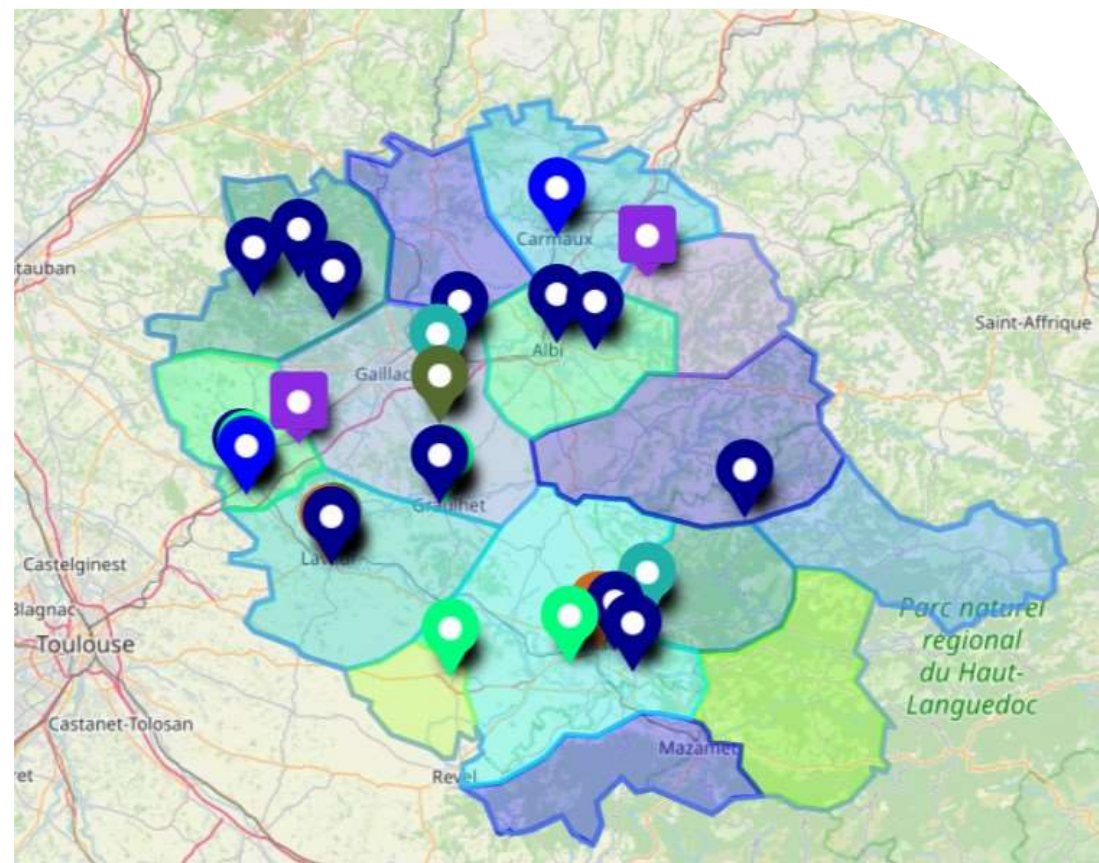 Carmaux
tauban
Saint-Affrique
Albi
Gaillac
Graulhet
Castelginest
Blagnac
Toulouse
Parc naturel
régional
du Haut-
Languedoc
Castanet-Tolosan
Mazamet
Revel
ret